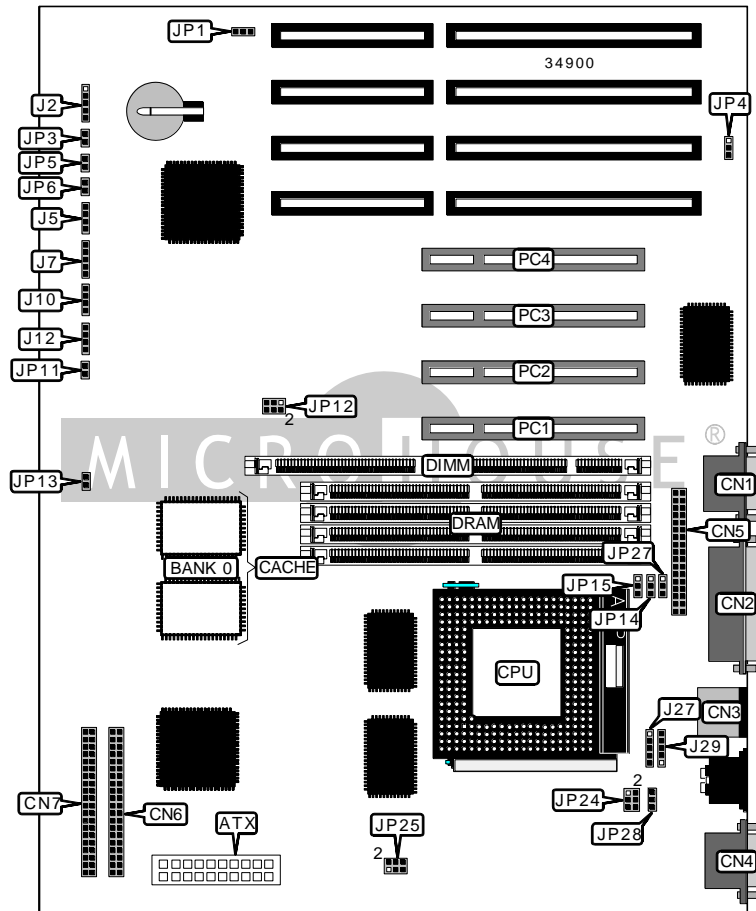 JP1
34900
J2
JP4
JP3
JP5
JP6
J5
J7
PC4
J10
PC3
J12
JP11
PC2
JP12
2
PC1
MICROHOUSE®
DIMM
CN1
JP13
DRAM
CN5
JP27
BANK 0
CACHE
JP15
CN2
JP14
CPU
J27
CN3
J29
2
CN7
CN6
JP24
ATX
JP25
JP28
2
CN4